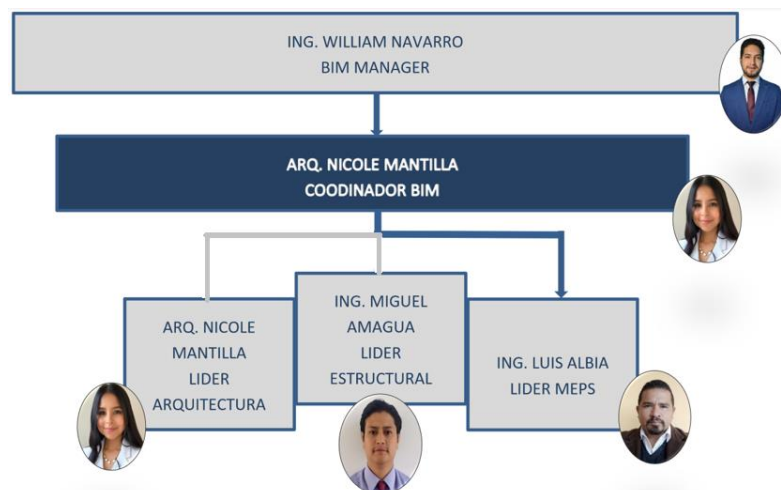 ING. WILLIAM NAVARRO
BIM MANAGER
ARQ. NICOLE MANTILLA
COODINADOR BIM
ARQ. NICOLE
MANTILLA
LIDER
ARQUITECTURA
ING. MIGUEL
AMAGUA
LIDER
ESTRUCTURAL
ING. LUIS ALBIA
LIDER MEPS